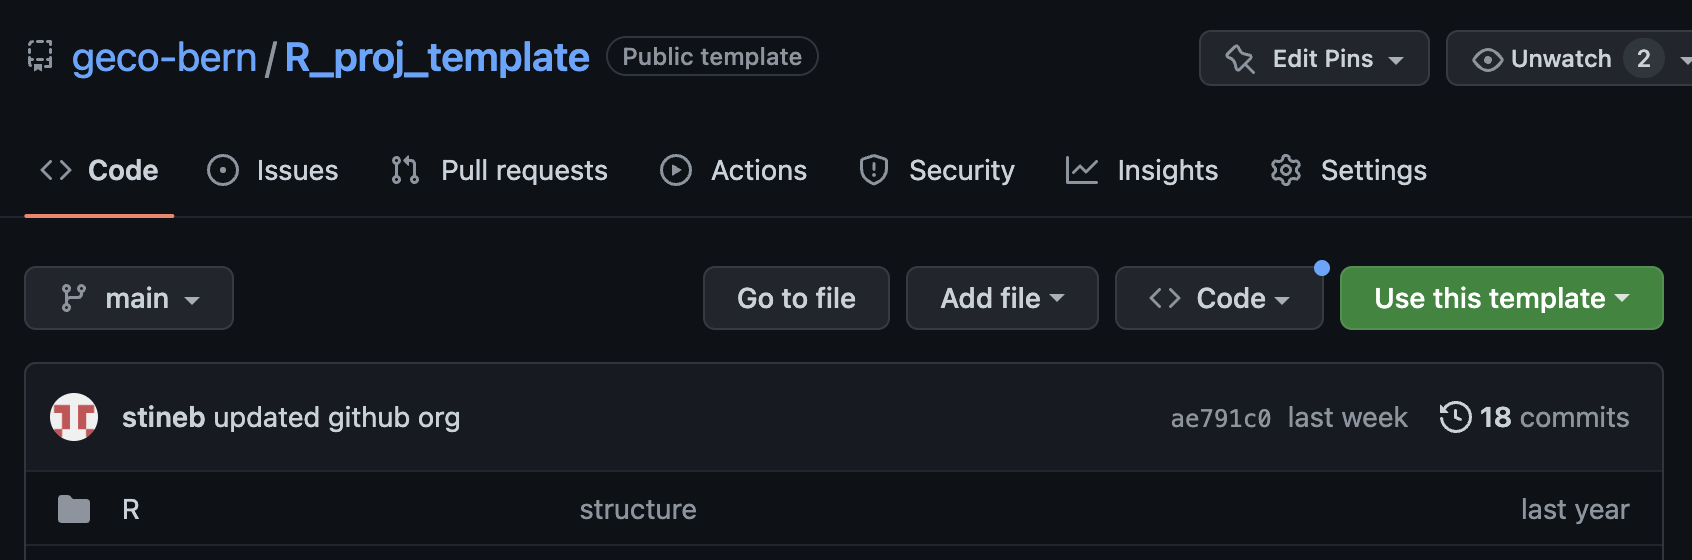 geco-bern / R_proj_template Public template Edit Pins Unwatch 2
Code Issues Pull requests Actions Security Insights Settings
main Go to file Add file Code Use this template
stineb updated github org ae791c0 last week 18 commits
R structure last year